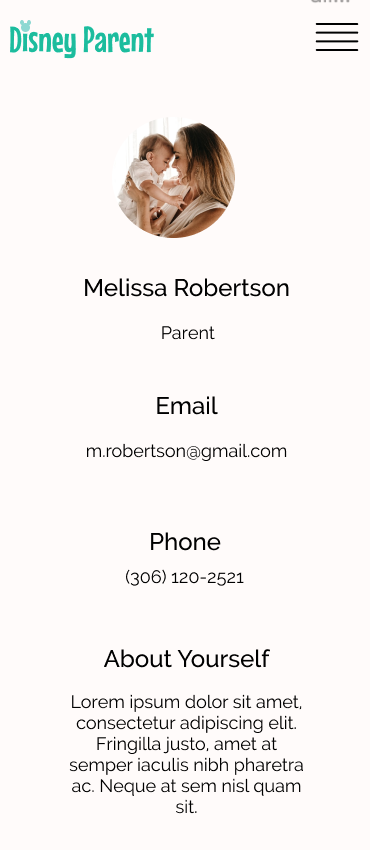 Disney Parent
Melissa Robertson
Parent
Email
m.robertson@gmail.com
Phone
(306) 120-2521
About Yourself
Lorem ipsum dolor sit amet,
consectetur adipiscing elit.
Fringilla justo, amet at
semper iaculis nibh pharetra
ac. Neque at sem nisl quam
sit.